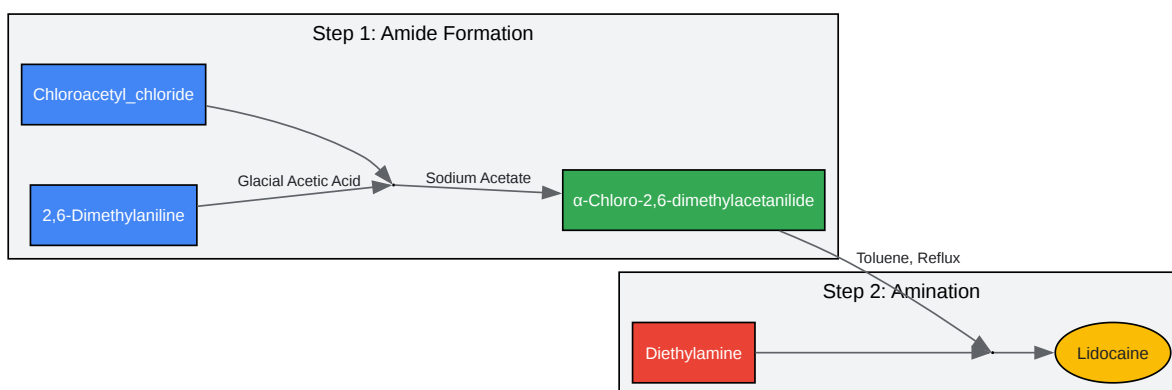 Step 1: Amide Formation
Chloroacetyl_chloride
Glacial Acetic Acid
Sodium Acetate
2,6-Dimethylaniline
α-Chloro-2,6-dimethylacetanilide
Toluene, Reflux
Step 2: Amination
Diethylamine
Lidocaine